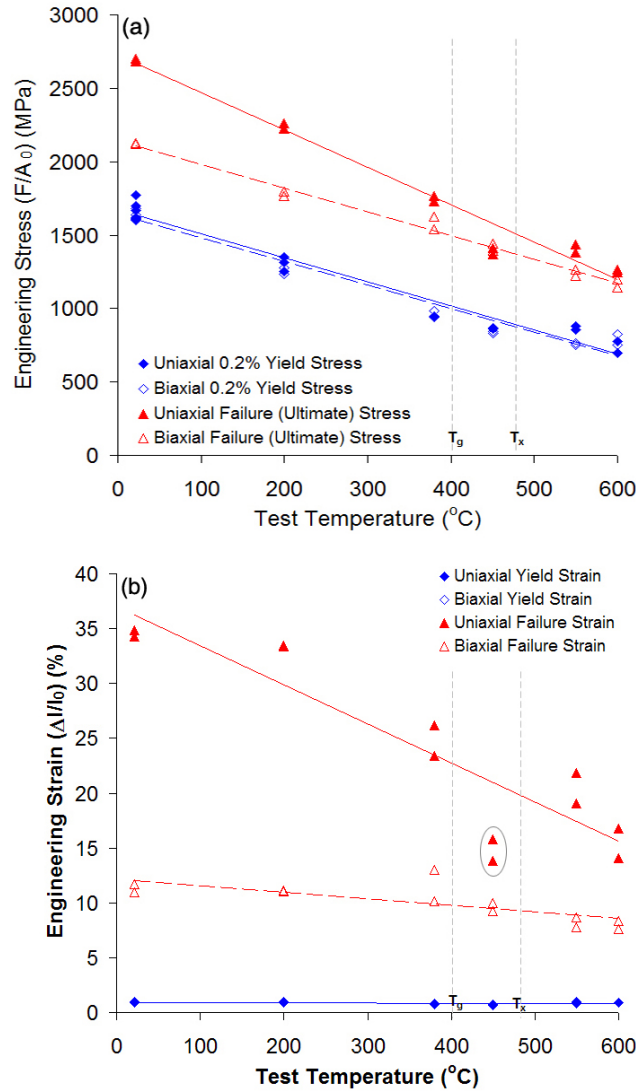 (a)
3000
2500
2000
1500
1000
500
0
Engineering Stress (F/A₀) (MPa)
Uniaxial 0.2% Yield Stress
Biaxial 0.2% Yield Stress
Uniaxial Failure (Ultimate) Stress
Biaxial Failure (Ultimate) Stress
Tg Tx
0 100 200 300 400 500 600
Test Temperature (°C)
(b)
Uniaxial Yield Strain
Biaxial Yield Strain
Uniaxial Failure Strain
Biaxial Failure Strain
40
35
30
25
20
15
10
5
0
Engineering Strain (Δl/l₀) (%)
Tg Tx
0 100 200 300 400 500 600
Test Temperature (°C)